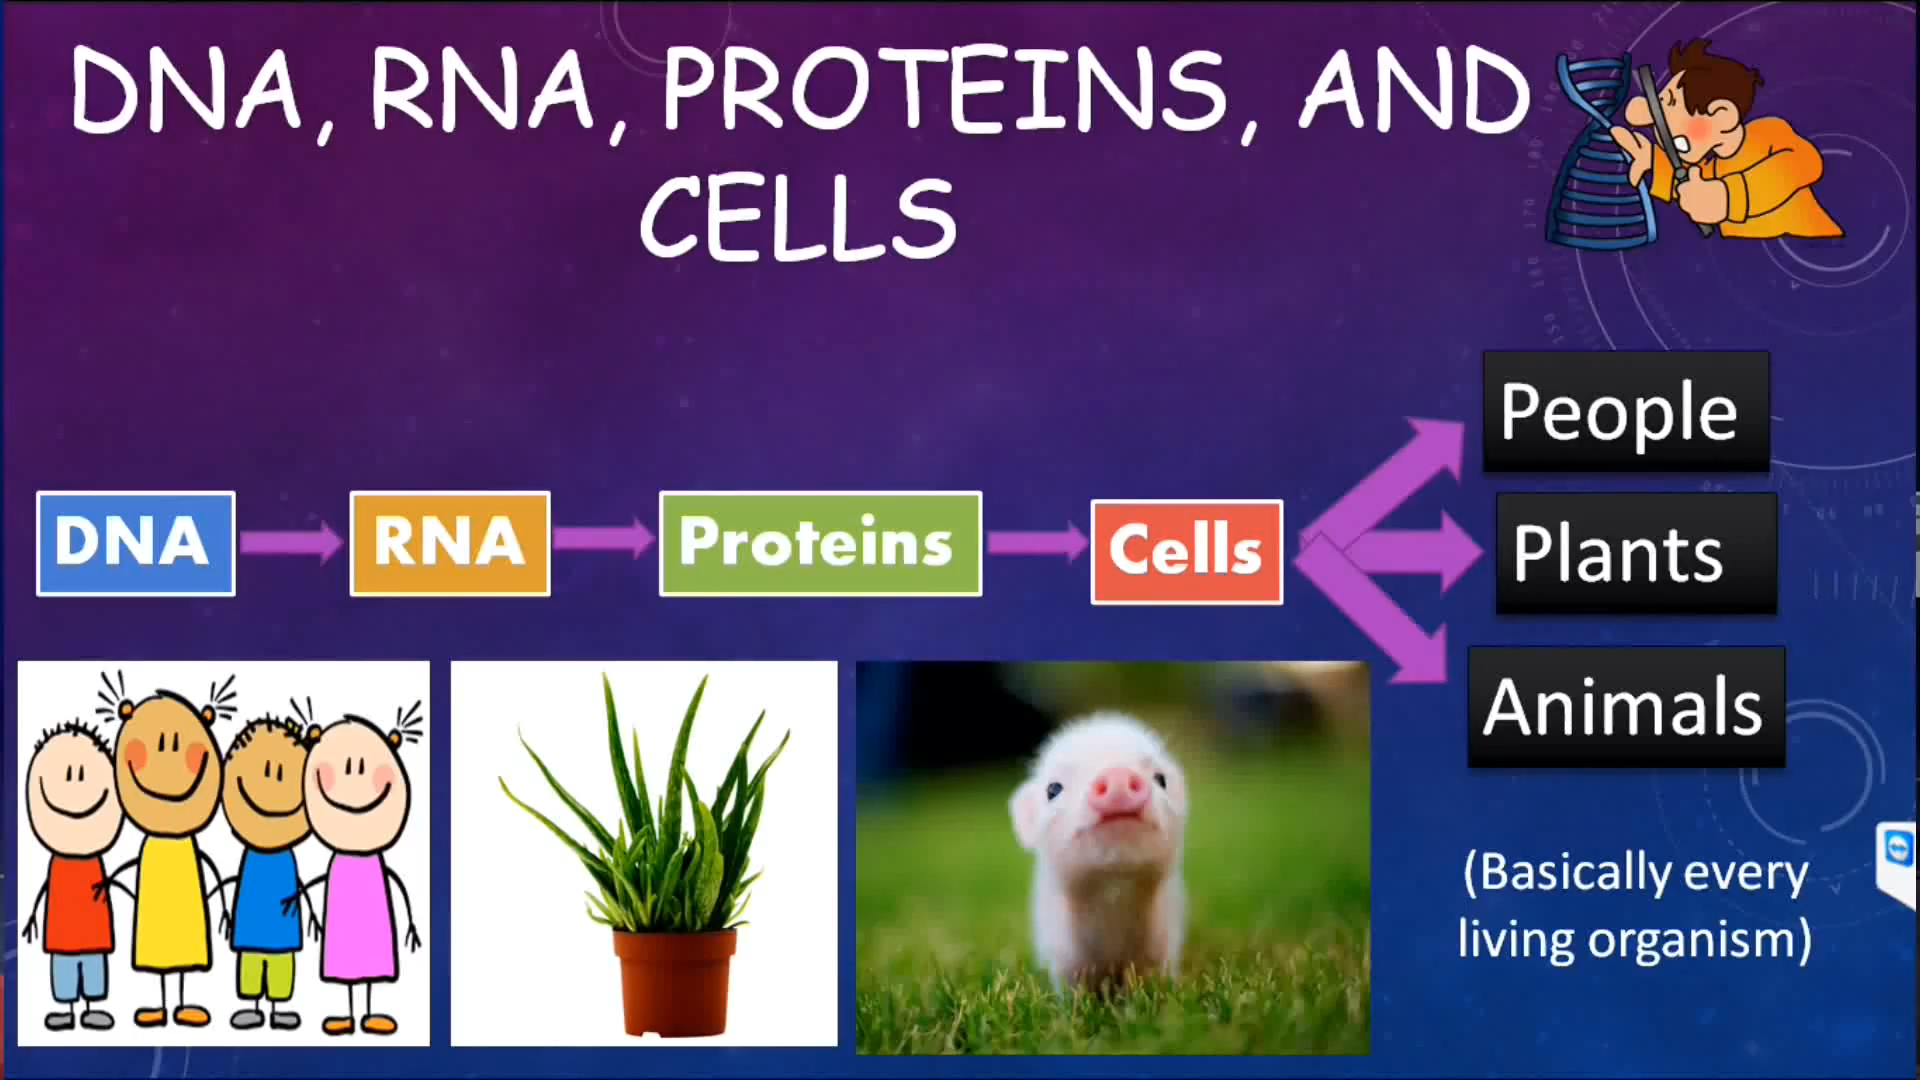 DNA, RNA, PROTEINS, AND
CELLS
DNA
RNA
Proteins
Cells
People
Plants
Animals
(Basically every
living organism)